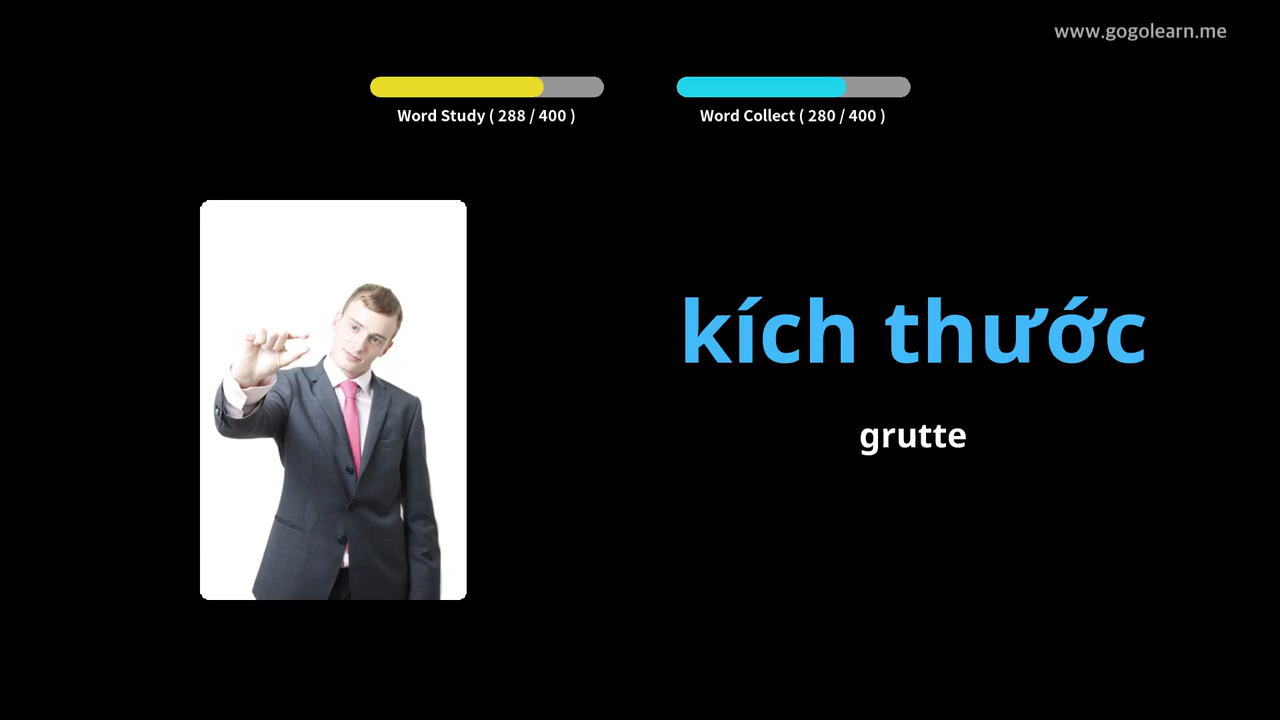 www.gogolearn.me
Word Study ( 288 / 400 )
Word Collect ( 280 / 400 )
kích thước
grutte